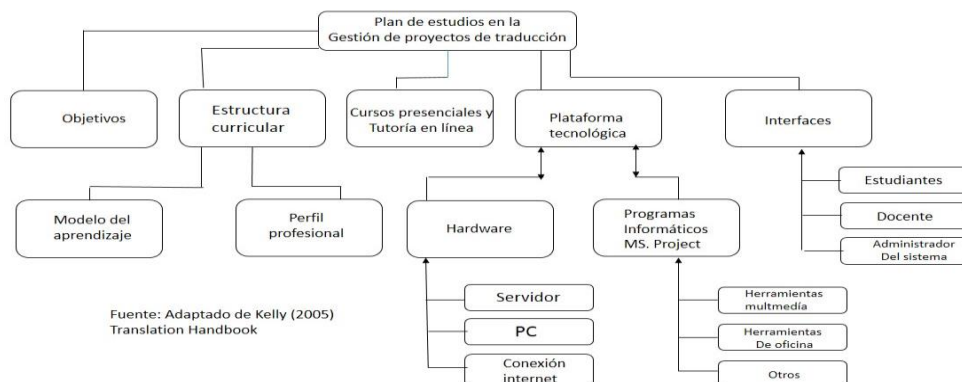 Plan de estudios en la
Gestión de proyectos de traducción
Objetivos
Estructura
curricular
Cursos presenciales y
Tutoría en línea
Plataforma
tecnológica
Interfaces
Modelo del
aprendizaje
Perfil
profesional
Hardware
Programas
Informáticos
MS. Project
Estudiantes
Docente
Administrador
Del sistema
Servidor
PC
Conexión
internet
Herramientas
multmedía
Herramientas
De oficina
Otros
Fuente: Adaptado de Kelly (2005)
Translation Handbook